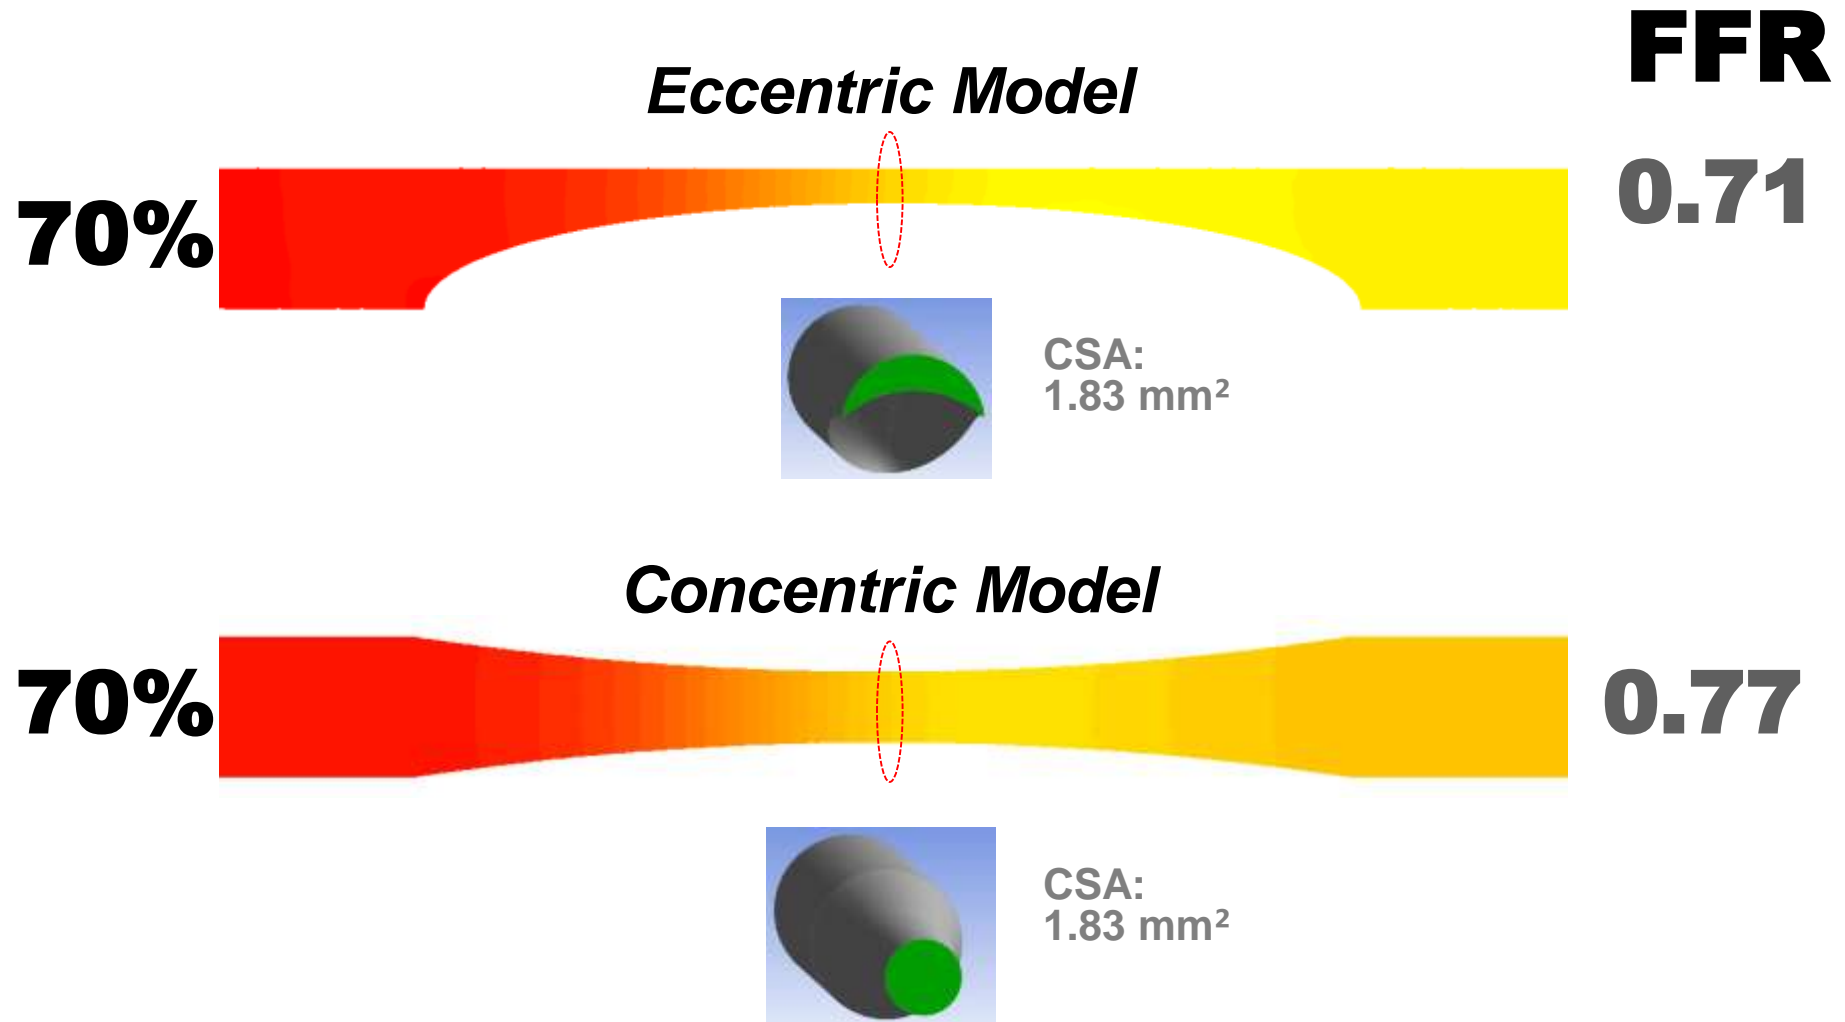 FFR
Eccentric Model
70%
0.71
CSA:
1.83 mm²
Concentric Model
70%
0.77
CSA:
1.83 mm²